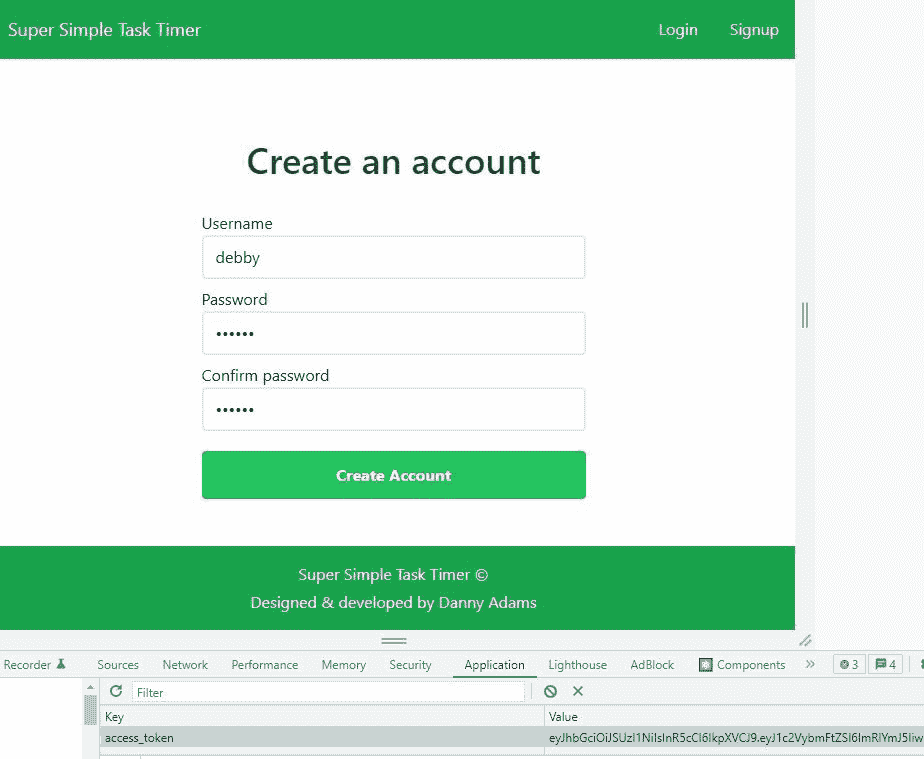 Super Simple Task Timer
Login Signup
Create an account
Username
debby
Password
••••••
Confirm password
••••••
Create Account
Super Simple Task Timer ©
Designed & developed by Danny Adams
Recorder Sources Network Performance Memory Security Application Lighthouse AdBlock Components » 3 4
Filter
Key Value
access_token eyJhbGciOiJSUzI1NiIsInR5cCI6IkpXVCJ9.eyJ1c2VybmFtZSI6ImRlYmJ5Iiw